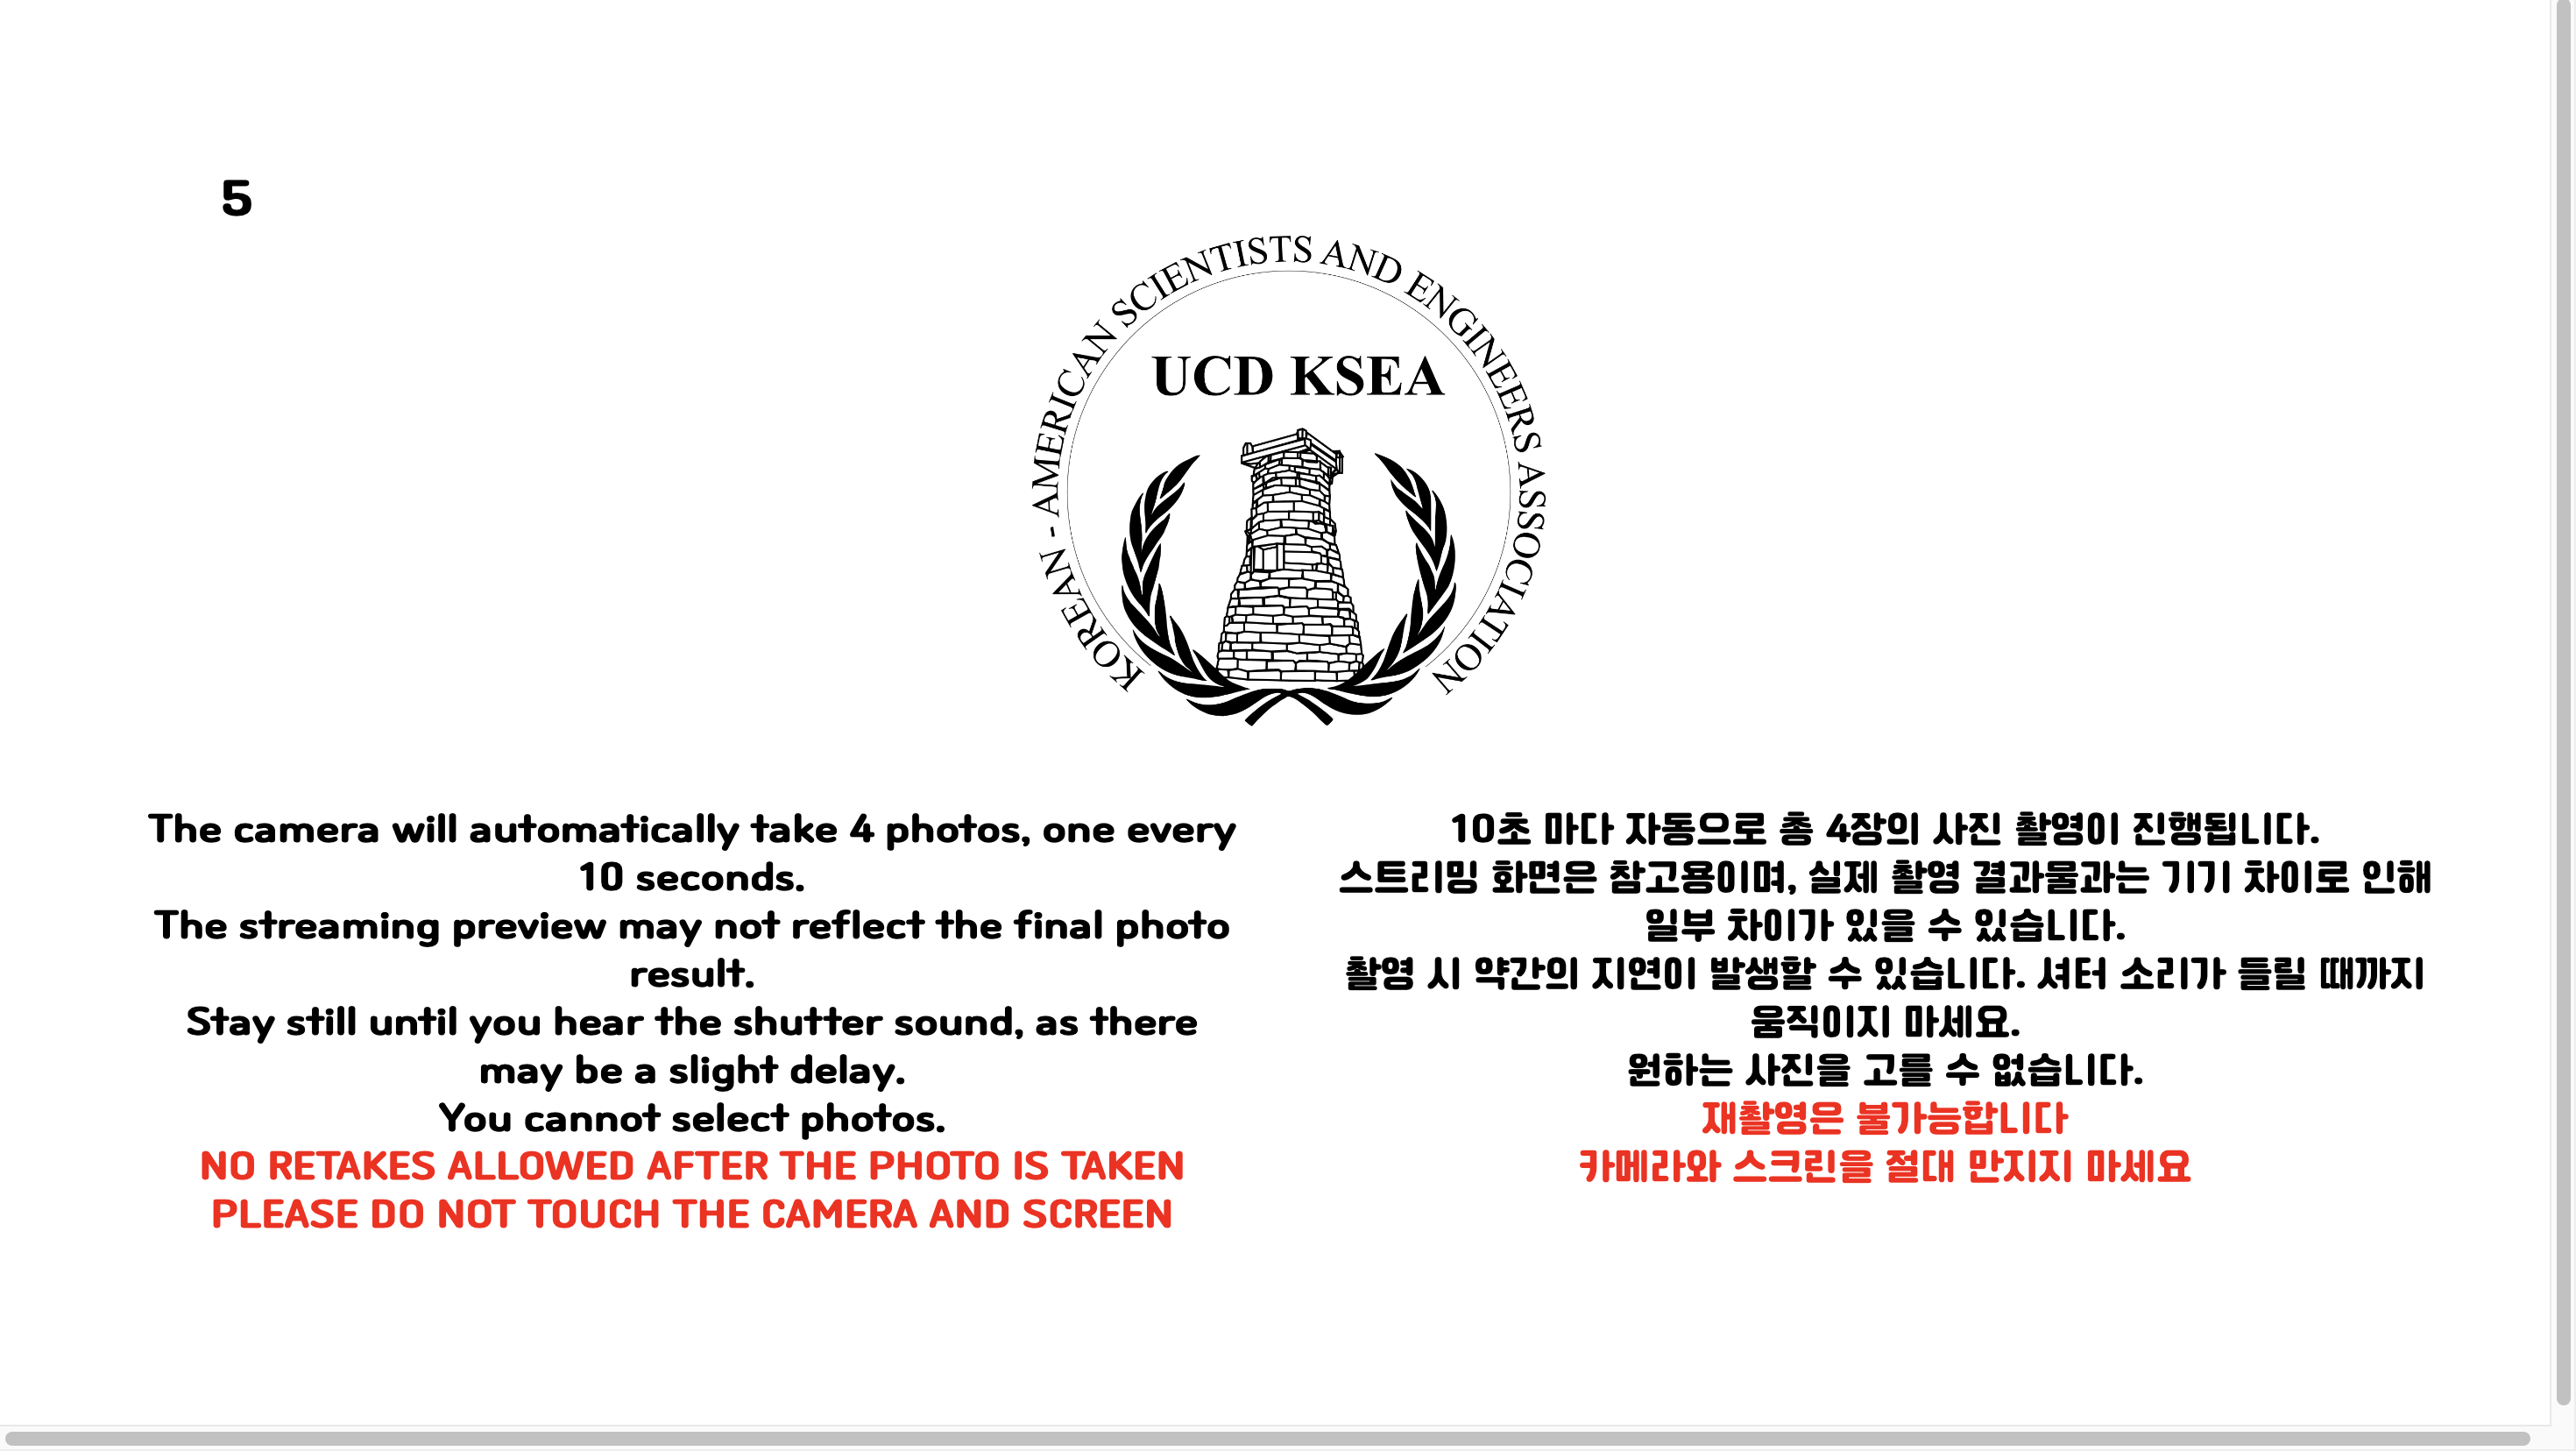 5
KOREAN - AMERICAN SCIENTISTS AND ENGINEERS ASSOCIATION
UCD KSEA
The camera will automatically take 4 photos, one every
10 seconds.
The streaming preview may not reflect the final photo
result.
Stay still until you hear the shutter sound, as there
may be a slight delay.
You cannot select photos.
NO RETAKES ALLOWED AFTER THE PHOTO IS TAKEN
PLEASE DO NOT TOUCH THE CAMERA AND SCREEN
10초 마다 자동으로 총 4장의 사진 촬영이 진행됩니다.
스트리밍 화면은 참고용이며, 실제 촬영 결과물과는 기기 차이로 인해
일부 차이가 있을 수 있습니다.
촬영 시 약간의 지연이 발생할 수 있습니다. 셔터 소리가 들릴 때까지
움직이지 마세요.
원하는 사진을 고를 수 없습니다.
재촬영은 불가능합니다
카메라와 스크린을 절대 만지지 마세요